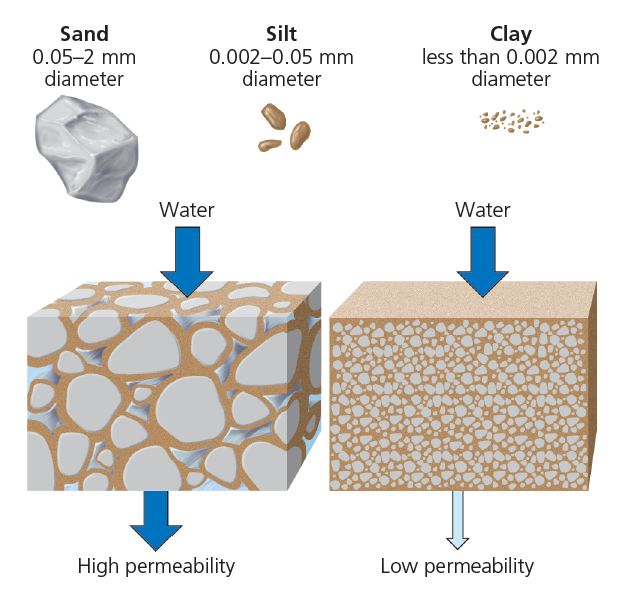 Sand
0.05–2 mm
diameter
Silt
0.002–0.05 mm
diameter
Clay
less than 0.002 mm
diameter
Water
Water
High permeability
Low permeability